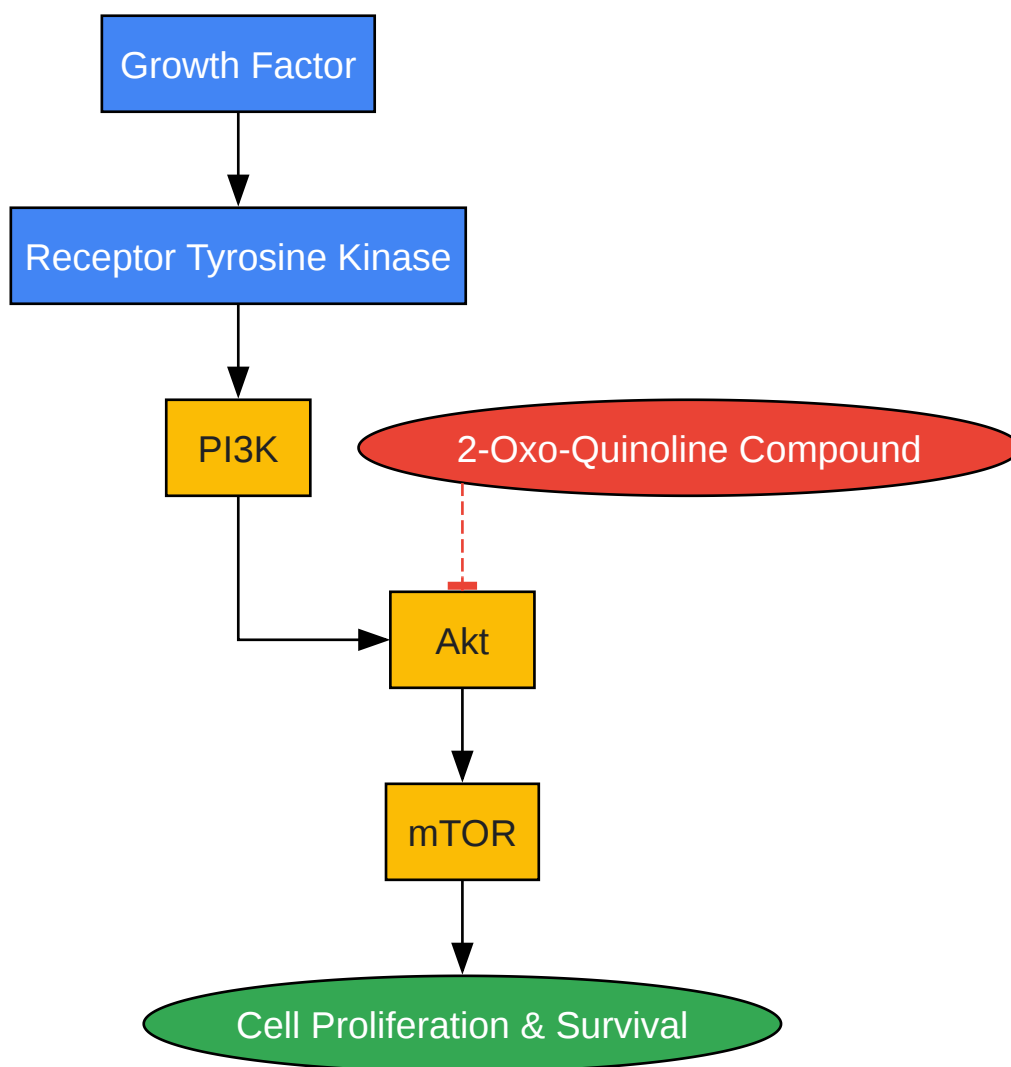 Growth Factor
Receptor Tyrosine Kinase
PI3K
2-Oxo-Quinoline Compound
Akt
mTOR
Cell Proliferation & Survival